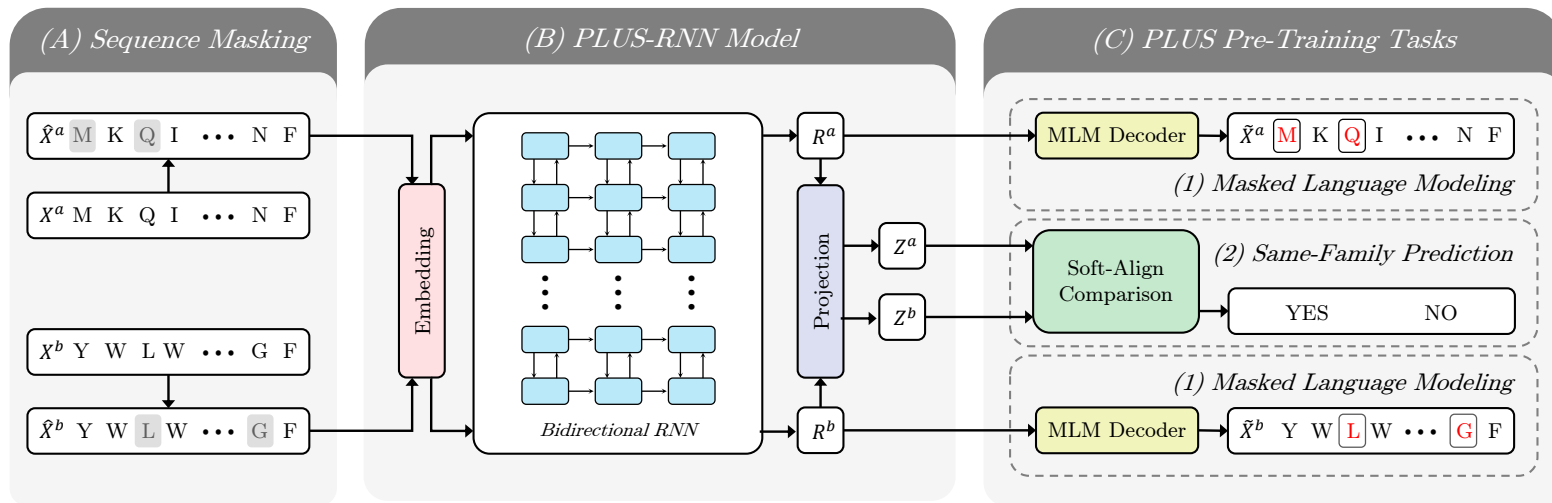 (A) Sequence Masking
X̂ᵃ M K Q I ••• N F
Xᵃ M K Q I ••• N F
Xᵇ Y W L W ••• G F
X̂ᵇ Y W L W ••• G F
(B) PLUS-RNN Model
Embedding
Bidirectional RNN
Rᵃ
Projection
Rᵇ
Zᵃ
Zᵇ
(C) PLUS Pre-Training Tasks
MLM Decoder
X̃ᵃ M K Q I ••• N F
(1) Masked Language Modeling
Soft-Align
Comparison
(2) Same-Family Prediction
YES NO
(1) Masked Language Modeling
MLM Decoder
X̃ᵇ Y W L W ••• G F